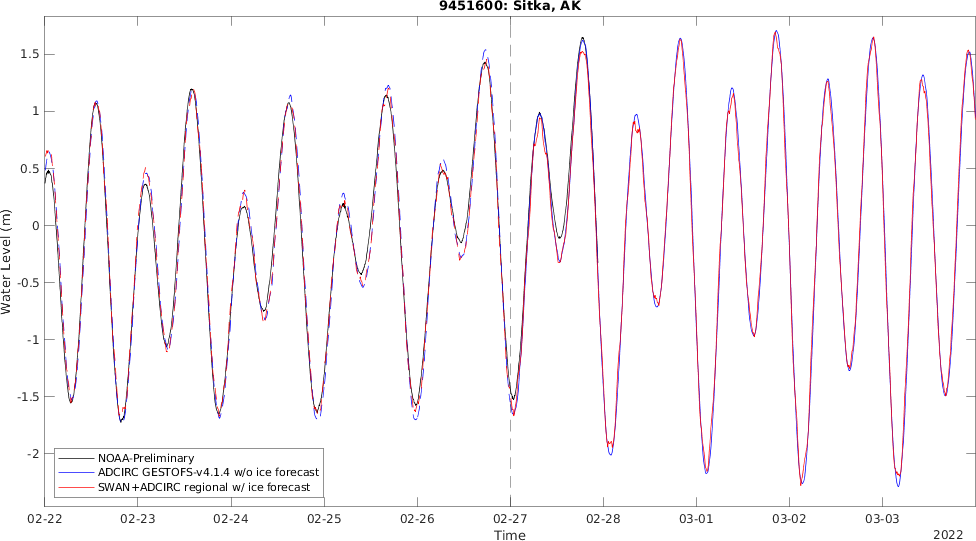 9451600: Sitka, AK
Water Level (m)
1.5
1
0.5
0
-0.5
-1
-1.5
-2
NOAA-Preliminary
ADCIRC GESTOFS-v4.1.4 w/o ice forecast
SWAN+ADCIRC regional w/ ice forecast
02-22 02-23 02-24 02-25 02-26 02-27 02-28 03-01 03-02 03-03
Time
2022